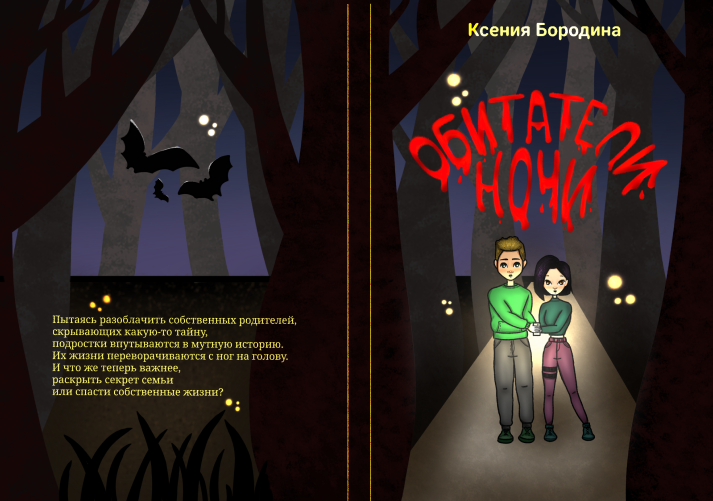 Ксения Бородина
ОБИТАТЕЛИ
НОЧИ
Пытаясь разоблачить собственных родителей,
скрывающих какую-то тайну,
подростки впутываются в мутную историю.
Их жизни переворачиваются с ног на голову.
И что же теперь важнее,
раскрыть секрет семьи
или спасти собственные жизни?